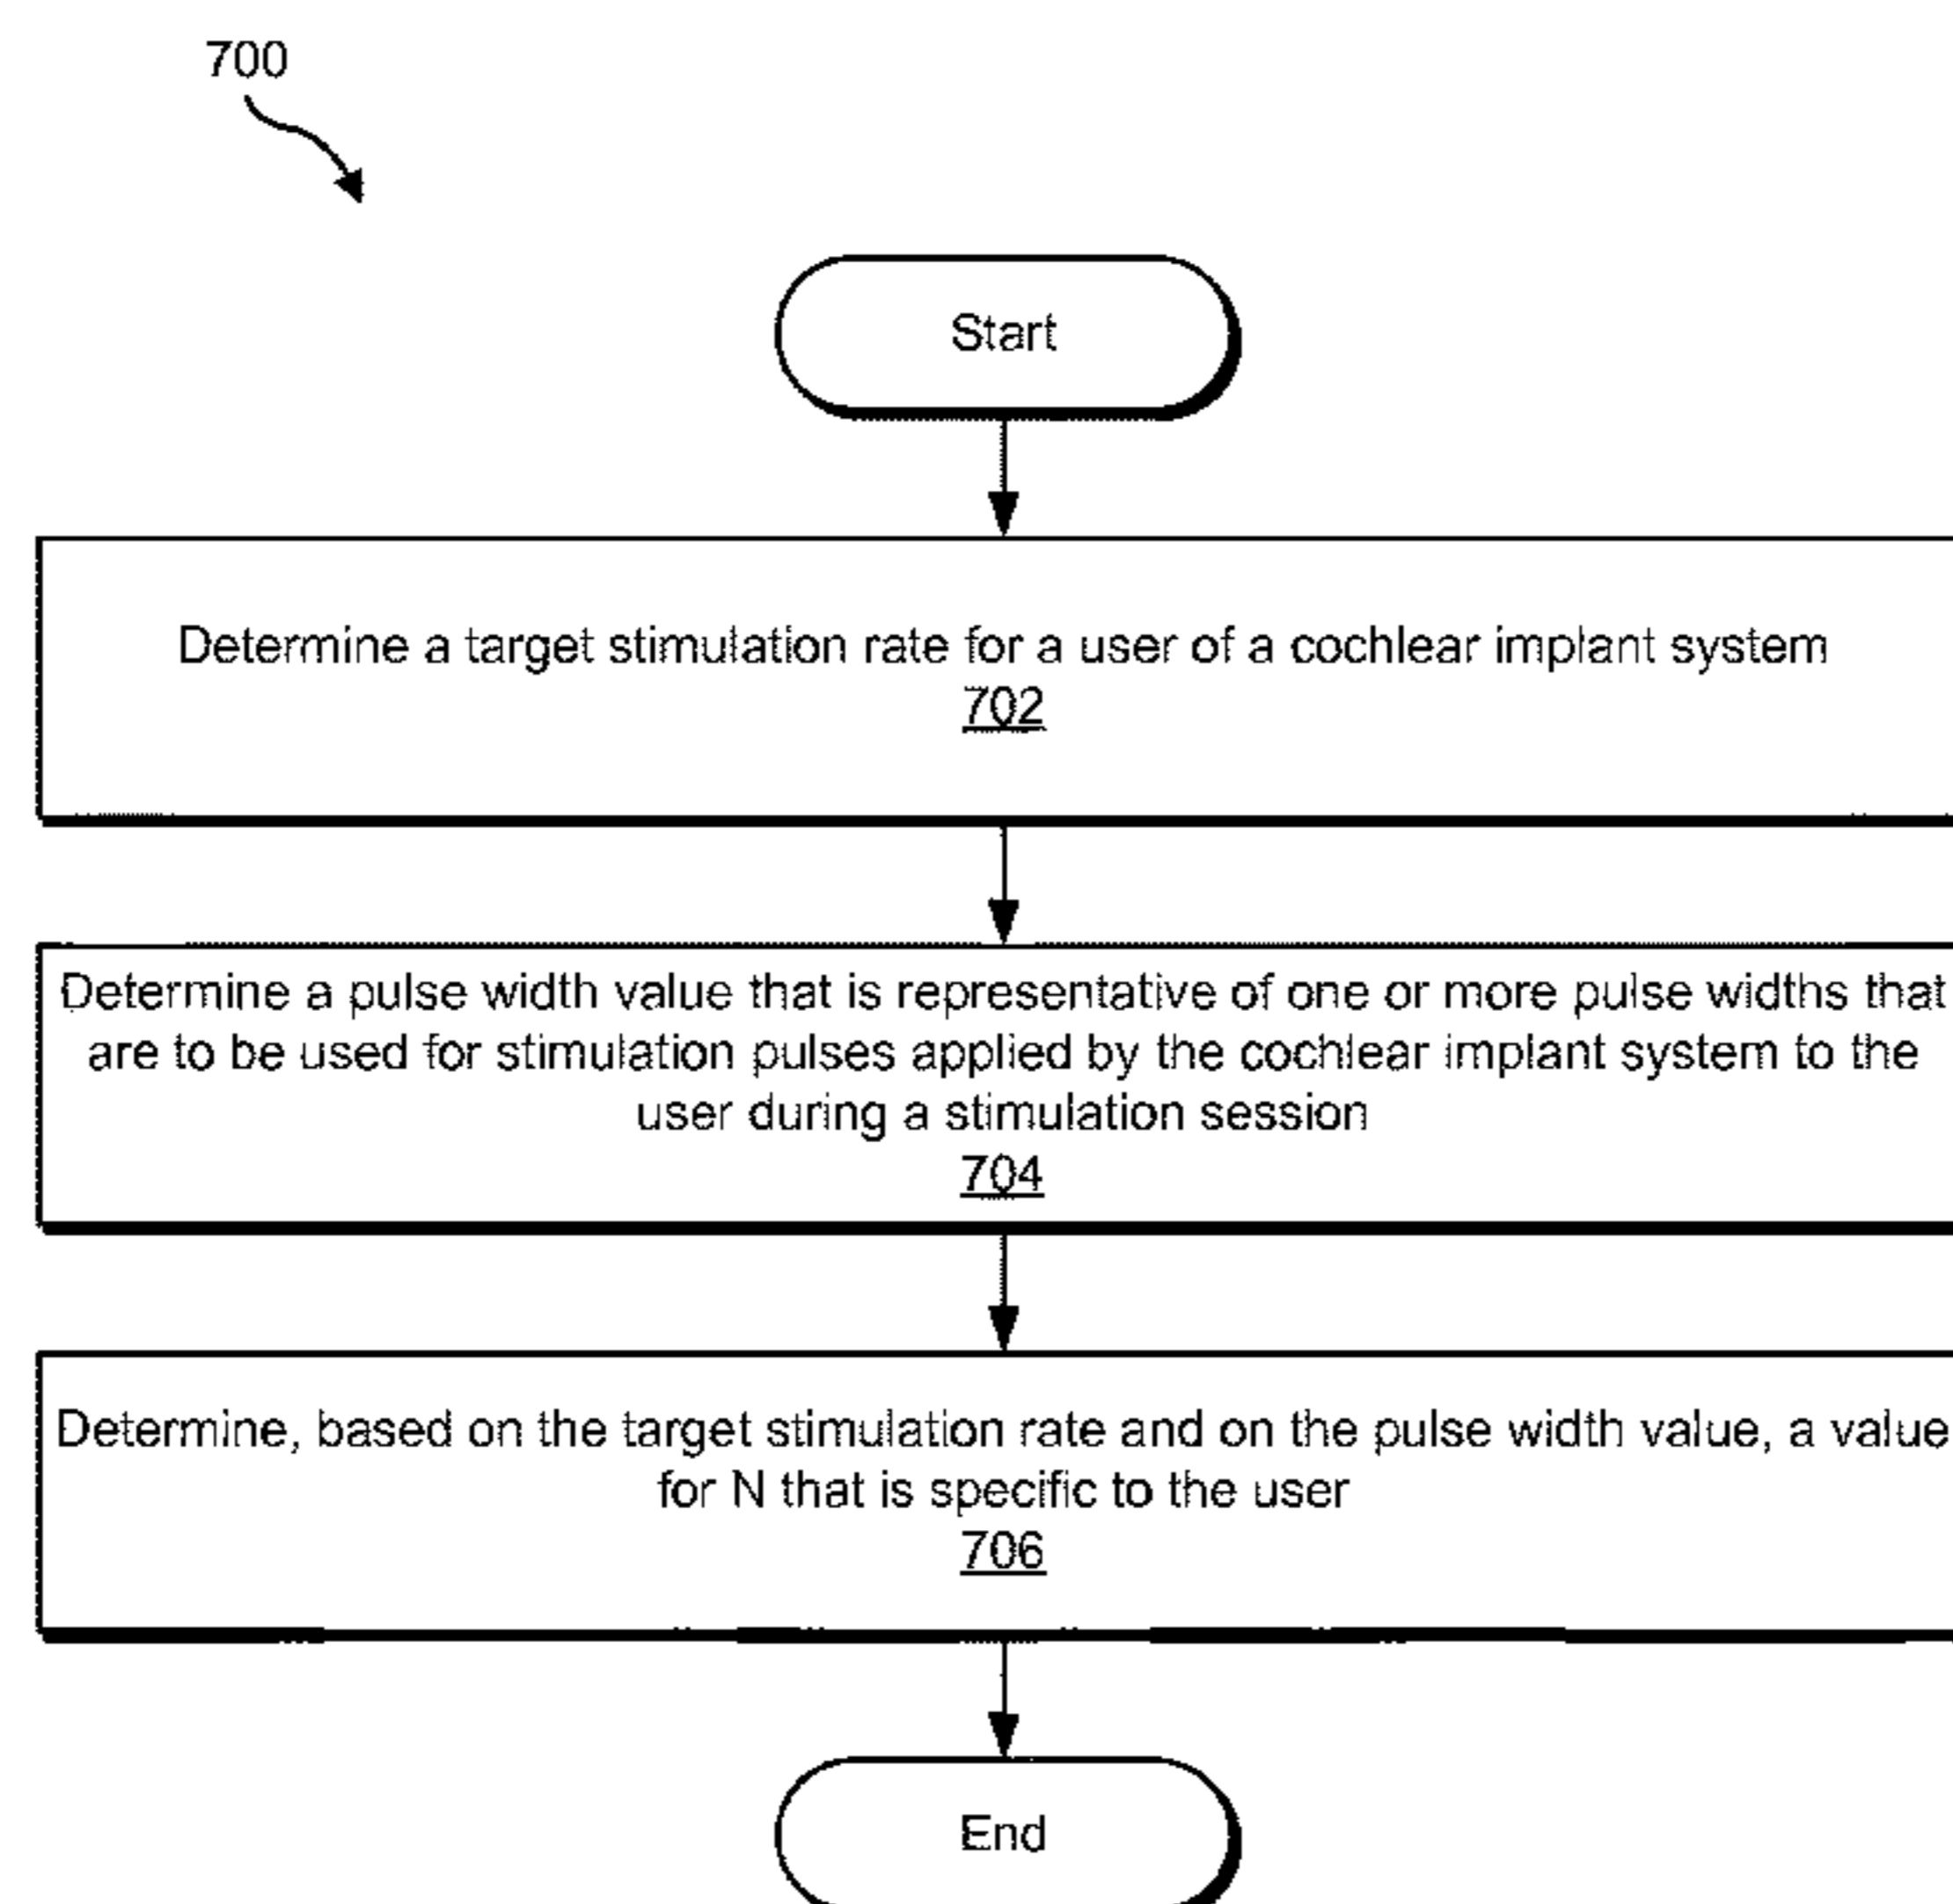 700
Start
Determine a target stimulation rate for a user of a cochlear implant system
702
Determine a pulse width value that is representative of one or more pulse widths that
are to be used for stimulation pulses applied by the cochlear implant system to the
user during a stimulation session
704
Determine, based on the target stimulation rate and on the pulse width value, a value
for N that is specific to the user
706
End